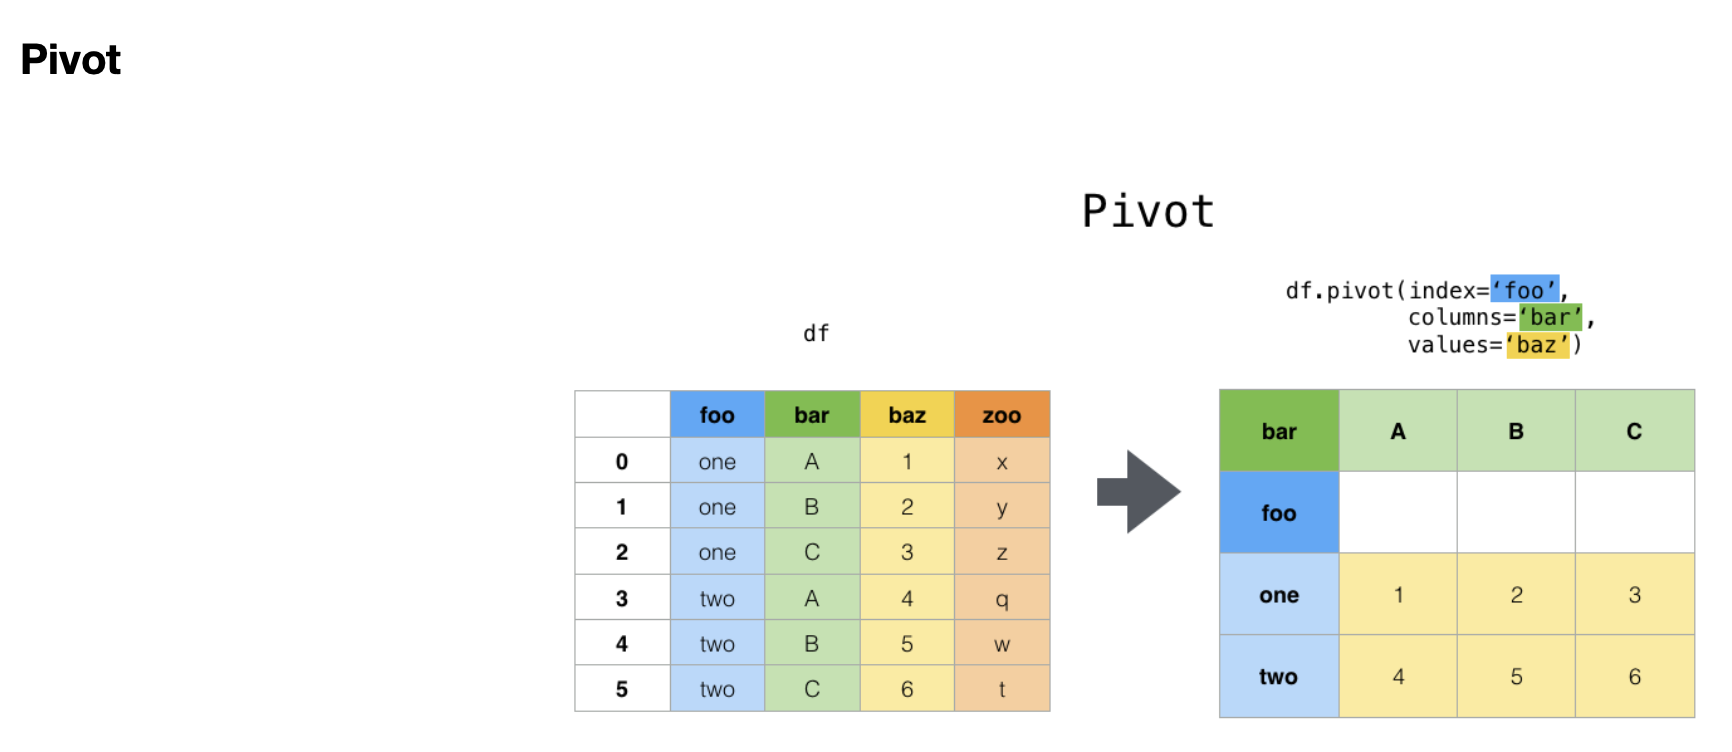 Pivot
Pivot
df.pivot(index=‘foo’,
columns=‘bar’,
values=‘baz’)
df
foo bar baz zoo
0 one A 1 x
1 one B 2 y
2 one C 3 z
3 two A 4 q
4 two B 5 w
5 two C 6 t
bar A B C
foo
one 1 2 3
two 4 5 6